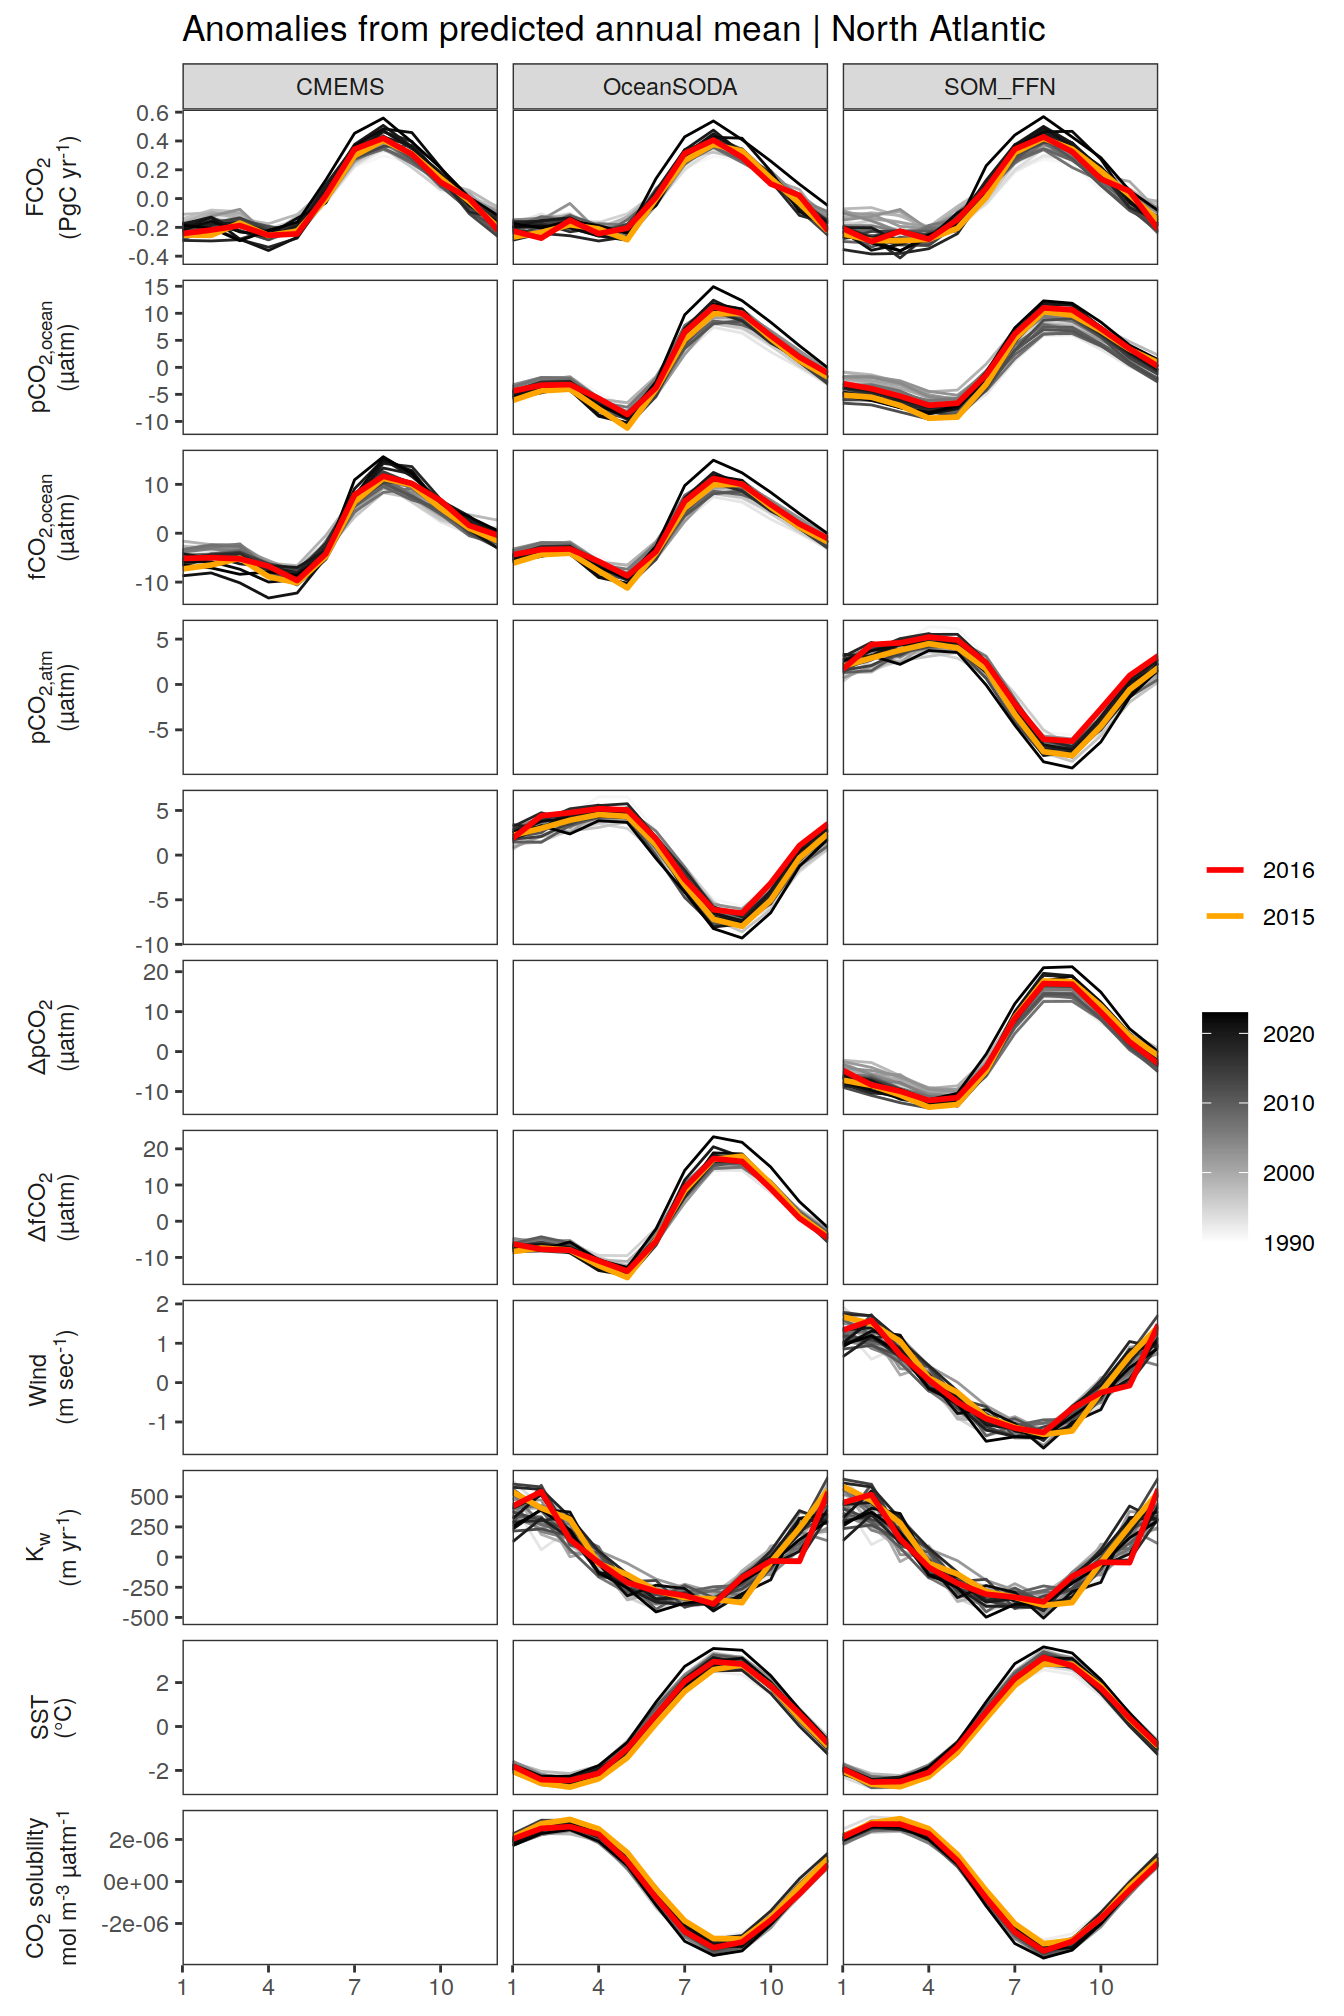 Anomalies from predicted annual mean | North Atlantic
CMEMS OceanSODA SOM_FFN
FCO2
(PgC yr-1)
0.6
0.4
0.2
0.0
-0.2
-0.4
pCO2,ocean
(µatm)
15
10
5
0
-5
-10
fCO2,ocean
(µatm)
10
0
-10
pCO2,atm
(µatm)
5
0
-5
5
0
-5
-10
ΔpCO2
(µatm)
20
10
0
-10
ΔfCO2
(µatm)
20
10
0
-10
Wind
(m sec-1)
2
1
0
-1
Kw
(m yr-1)
500
250
0
-250
-500
SST
(°C)
2
0
-2
CO2 solubility
mol m-3 µatm-1
2e-06
0e+00
-2e-06
1 4 7 10 1 4 7 10 1 4 7 10
2016
2015
2020
2010
2000
1990